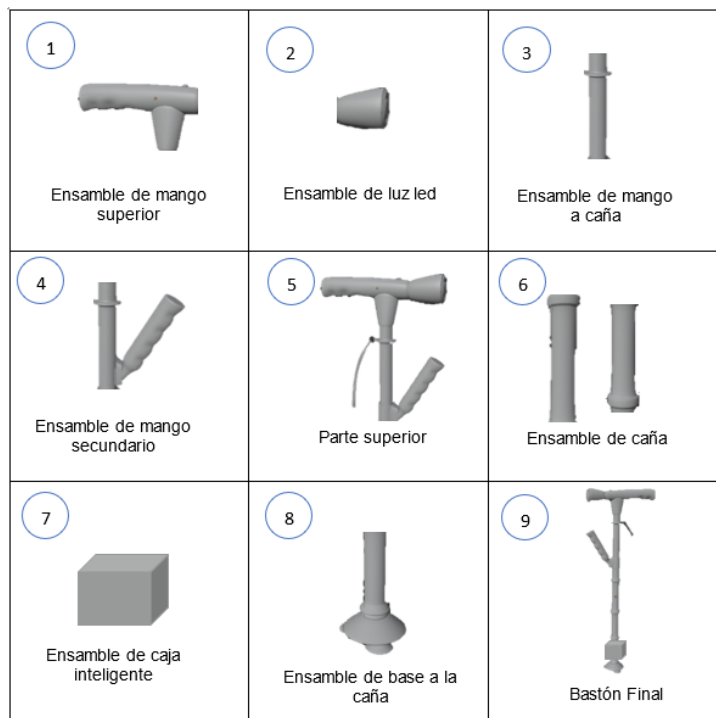 1
Ensamble de mango
superior
2
Ensamble de luz led
3
Ensamble de mango
a caña
4
Ensamble de mango
secundario
5
Parte superior
6
Ensamble de caña
7
Ensamble de caja
inteligente
8
Ensamble de base a la
caña
9
Bastón Final